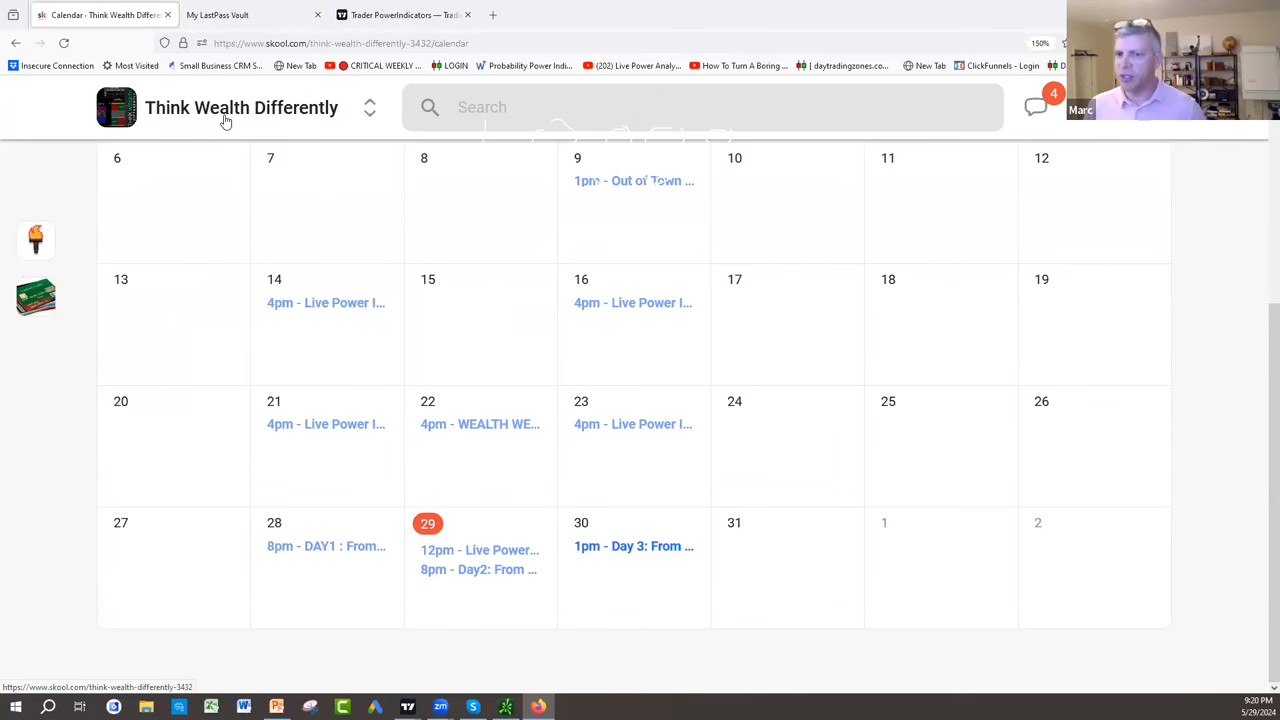 Calendar - Think Wealth Differe
My LastPass Vault
Trader PowerIndicators — Tradi
https://www.skool.com/think-wealth-differently-3432/calendar
150%
Insecure Connection
Most Visited
Small Business CRM S...
New Tab
CRITICAL WEEKLY ...
LOGIN
Probability Power Indi...
(202) Live Power Analy...
How To Turn A Boring ...
[ daytradingzones.co...
New Tab
ClickFunnels - Login
Think Wealth Differently
Search
4
Marc
6 7 8 9 10 11 12
1pm - Out of Town ...
13 14 15 16 17 18 19
4pm - Live Power I... 4pm - Live Power I...
20 21 22 23 24 25 26
4pm - Live Power I... 4pm - WEALTH WE... 4pm - Live Power I...
27 28 29 30 31 1 2
8pm - DAY1 : From... 12pm - Live Power... 1pm - Day 3: From ...
8pm - Day2: From ...
https://www.skool.com/think-wealth-differently-3432
9:20 PM
5/29/2024